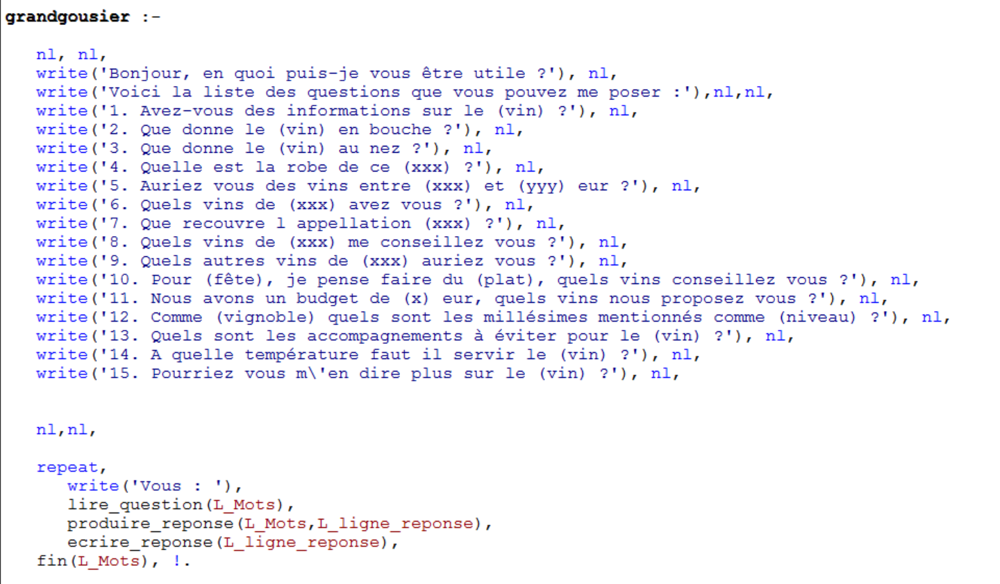 grandgousier :-
nl, nl,
write('Bonjour, en quoi puis-je vous être utile ?'), nl,
write('Voici la liste des questions que vous pouvez me poser :'),nl,nl,
write('1. Avez-vous des informations sur le (vin) ?'), nl,
write('2. Que donne le (vin) en bouche ?'), nl,
write('3. Que donne le (vin) au nez ?'), nl,
write('4. Quelle est la robe de ce (xxx) ?'), nl,
write('5. Auriez vous des vins entre (xxx) et (yyy) eur ?'), nl,
write('6. Quels vins de (xxx) avez vous ?'), nl,
write('7. Que recouvre l appellation (xxx) ?'), nl,
write('8. Quels vins de (xxx) me conseillez vous ?'), nl,
write('9. Quels autres vins de (xxx) auriez vous ?'), nl,
write('10. Pour (fête), je pense faire du (plat), quels vins conseillez vous ?'), nl,
write('11. Nous avons un budget de (x) eur, quels vins nous proposez vous ?'), nl,
write('12. Comme (vignoble) quels sont les millésimes mentionnés comme (niveau) ?'), nl,
write('13. Quels sont les accompagnements à éviter pour le (vin) ?'), nl,
write('14. A quelle température faut il servir le (vin) ?'), nl,
write('15. Pourriez vous m\'en dire plus sur le (vin) ?'), nl,
nl,nl,
repeat,
write('Vous : '),
lire_question(L_Mots),
produire_reponse(L_Mots,L_ligne_reponse),
ecrire_reponse(L_ligne_reponse),
fin(L_Mots), !.